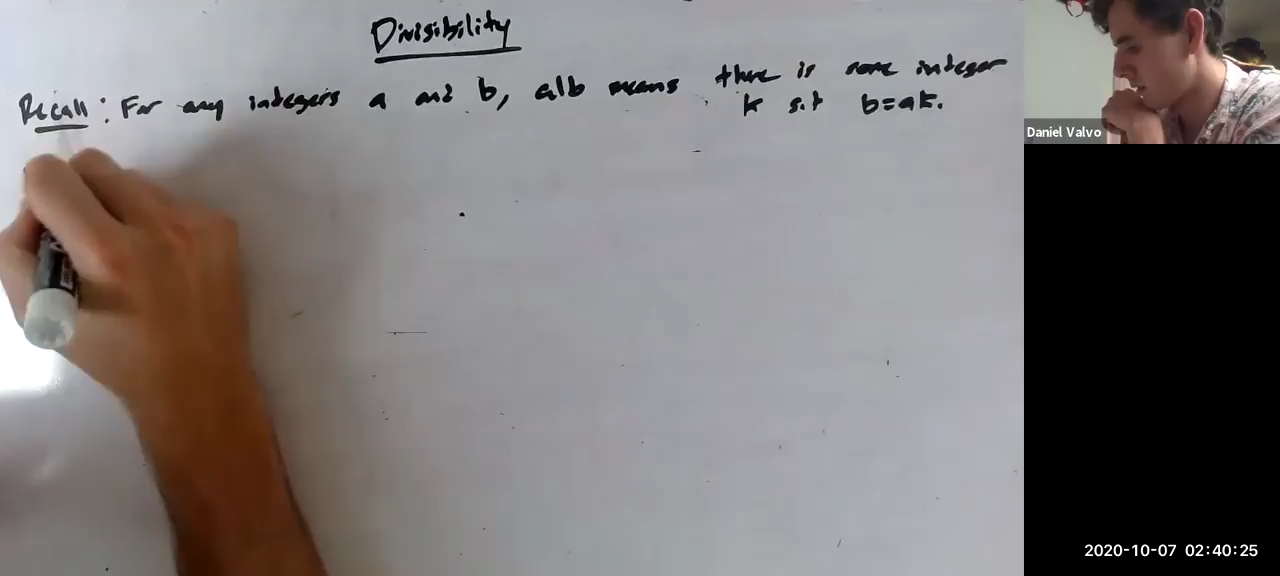 Divisibility
Recall: For any integers a and b, a|b means there is some integer
k s.t b=ak.
Daniel Valvo
2020-10-07 02:40:25